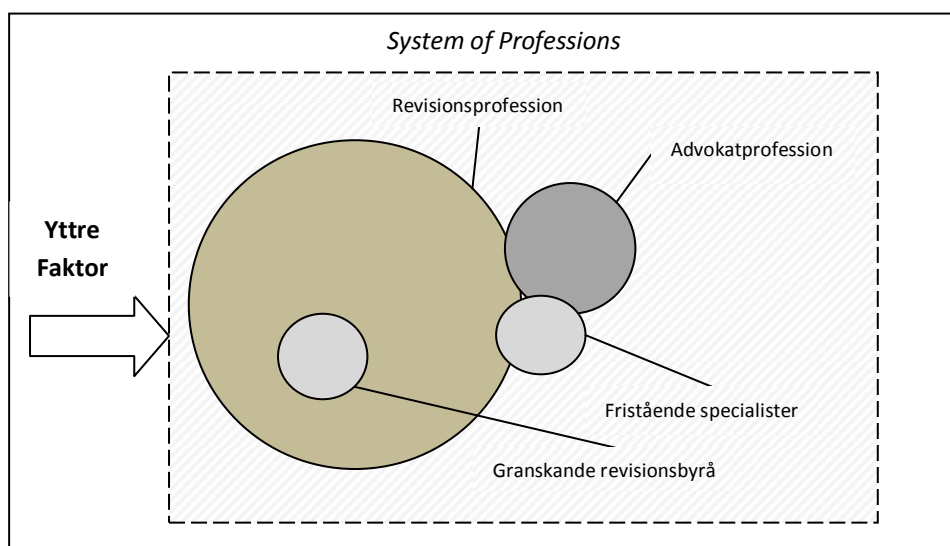 System of Professions
Revisionsprofession
Advokatprofession
Yttre
Faktor
Fristående specialister
Granskande revisionsbyrå